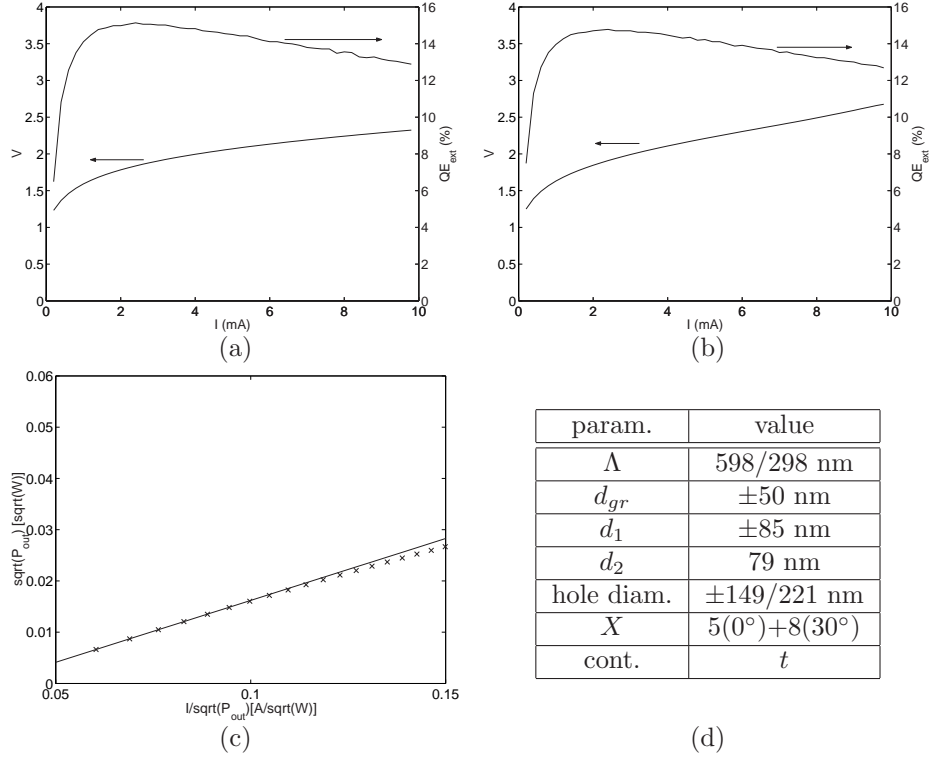 4
3.5
3
2.5
2
1.5
1
0.5
0
V
16
14
12
10
8
6
4
2
0
QE_ext (%)
0 2 4 6 8 10
I (mA)
(a)
4
3.5
3
2.5
2
1.5
1
0.5
0
V
16
14
12
10
8
6
4
2
0
QE_ext (%)
0 2 4 6 8 10
I (mA)
(b)
0.06
0.05
0.04
0.03
0.02
0.01
0
sqrt(P_out) [sqrt(W)]
0.05 0.1 0.15
I/sqrt(P_out)[A/sqrt(W)]
(c)
param. value
Λ 598/298 nm
d_gr ±50 nm
d_1 ±85 nm
d_2 79 nm
hole diam. ±149/221 nm
X 5(0°)+8(30°)
cont. t
(d)